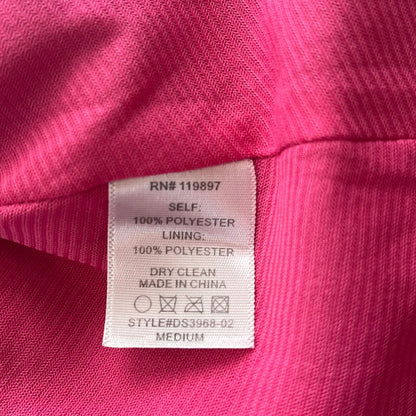 RN# 119897
SELF:
100% POLYESTER
LINING:
100% POLYESTER
DRY CLEAN
MADE IN CHINA
STYLE#DS3968-02
MEDIUM